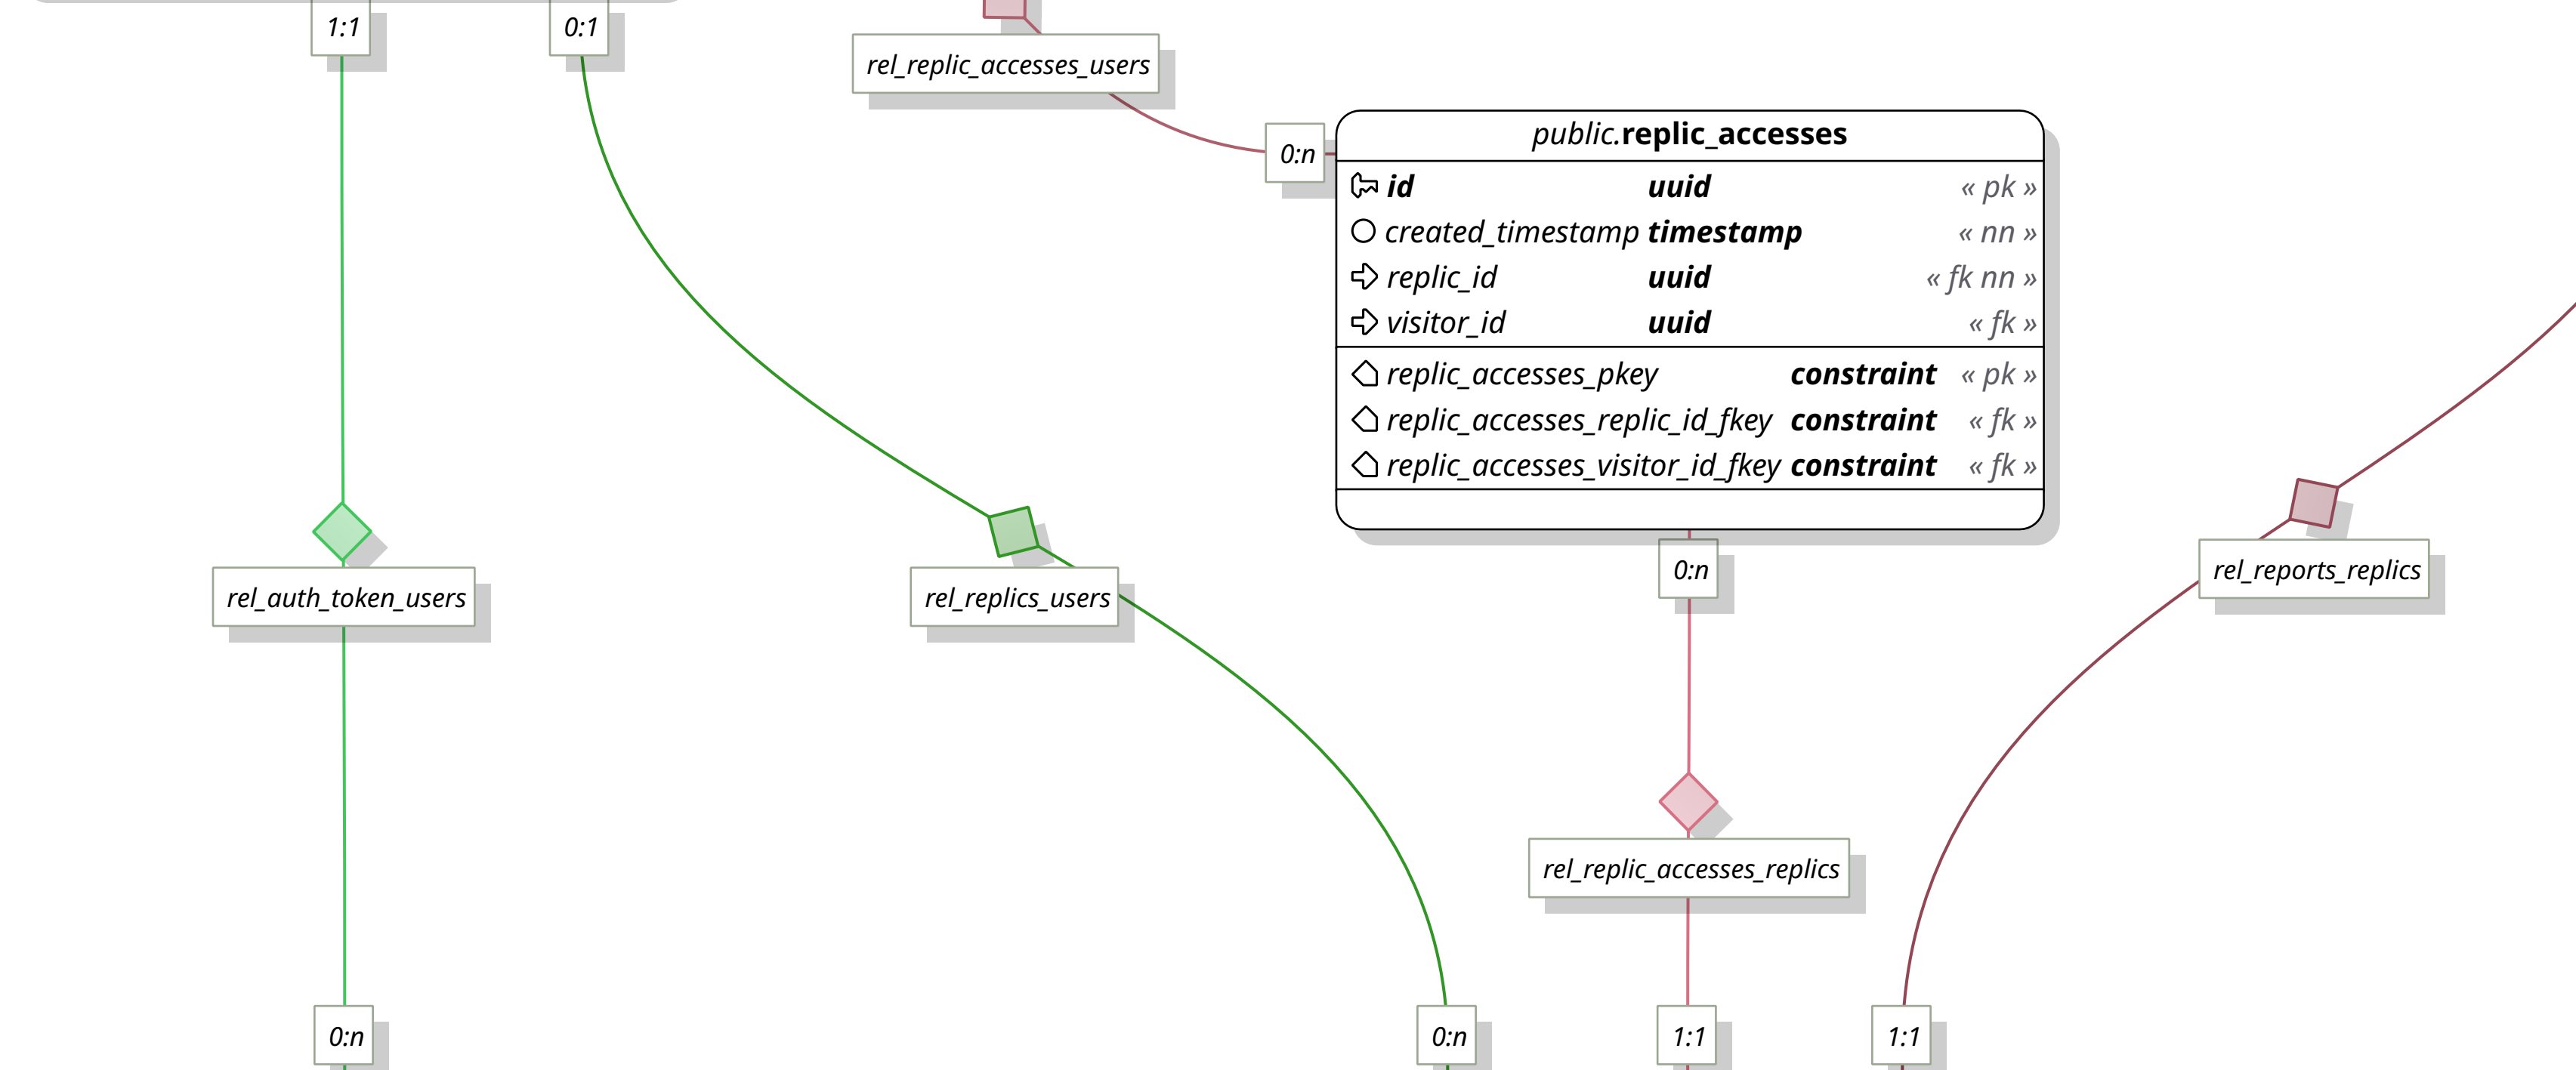 1:1
0:1
rel_replic_accesses_users
0:n
public.replic_accesses
id uuid « pk »
created_timestamp timestamp « nn »
replic_id uuid « fk nn »
visitor_id uuid « fk »
replic_accesses_pkey constraint « pk »
replic_accesses_replic_id_fkey constraint « fk »
replic_accesses_visitor_id_fkey constraint « fk »
0:n
rel_reports_replics
rel_auth_token_users
rel_replics_users
rel_replic_accesses_replics
0:n
0:n
1:1
1:1